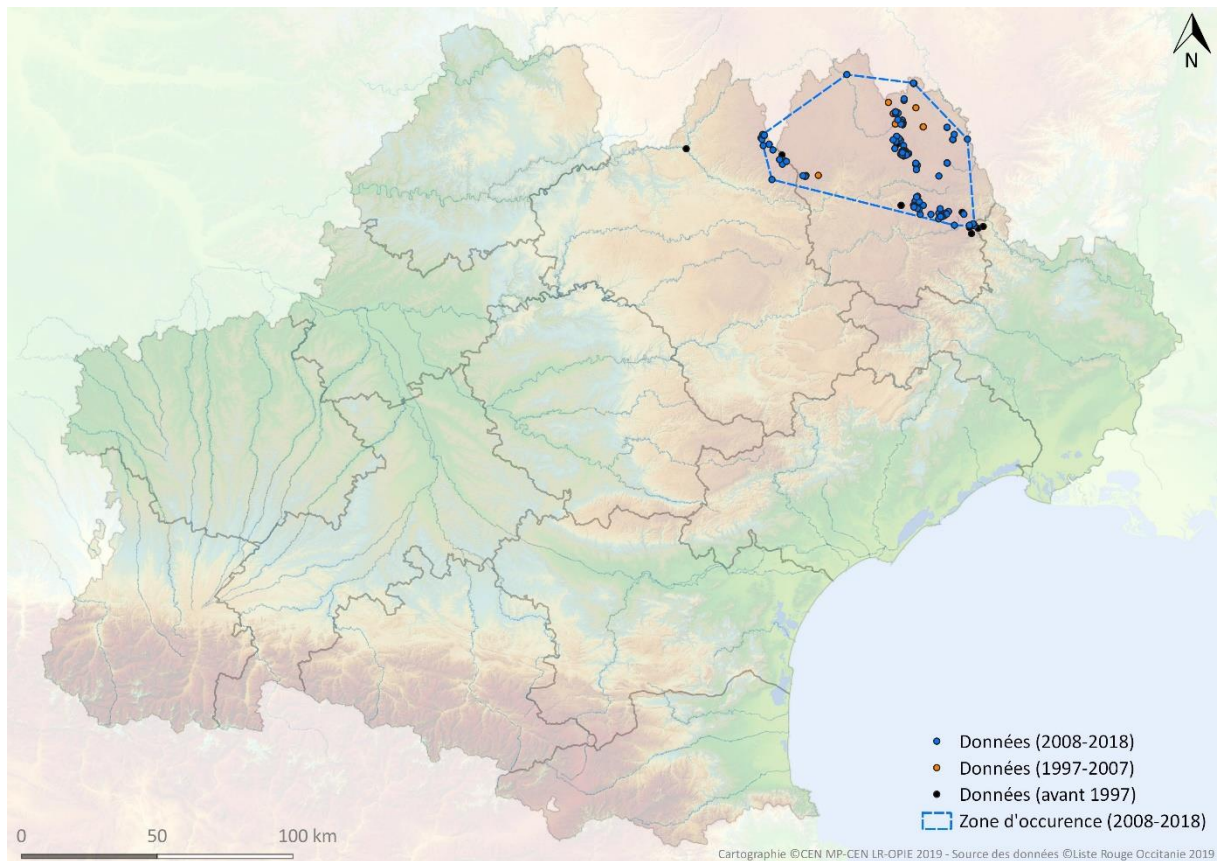 N
Données (2008-2018)
Données (1997-2007)
Données (avant 1997)
Zone d'occurence (2008-2018)
0 50 100 km
Cartographie ©CEN MP-CEN LR-OPIE 2019 - Source des données ©Liste Rouge Occitanie 2019